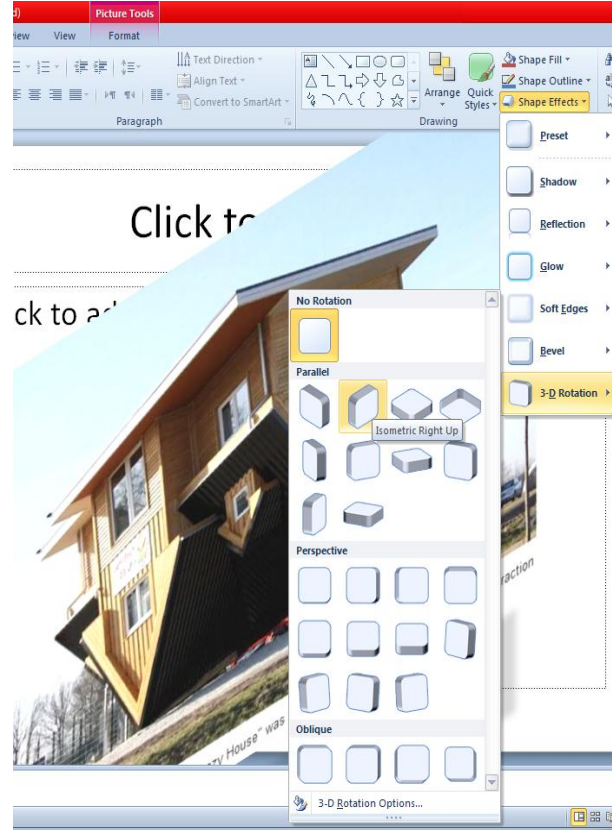 d)
Picture Tools
iew View Format
Text Direction
Align Text
Convert to SmartArt
Paragraph
Arrange
Quick Styles
Drawing
Shape Fill
Shape Outline
Shape Effects
Preset
Shadow
Reflection
Glow
Soft Edges
Bevel
3-D Rotation
Click to
ck to a
No Rotation
Parallel
Isometric Right Up
Perspective
Oblique
3-D Rotation Options...
zy House" was
raction